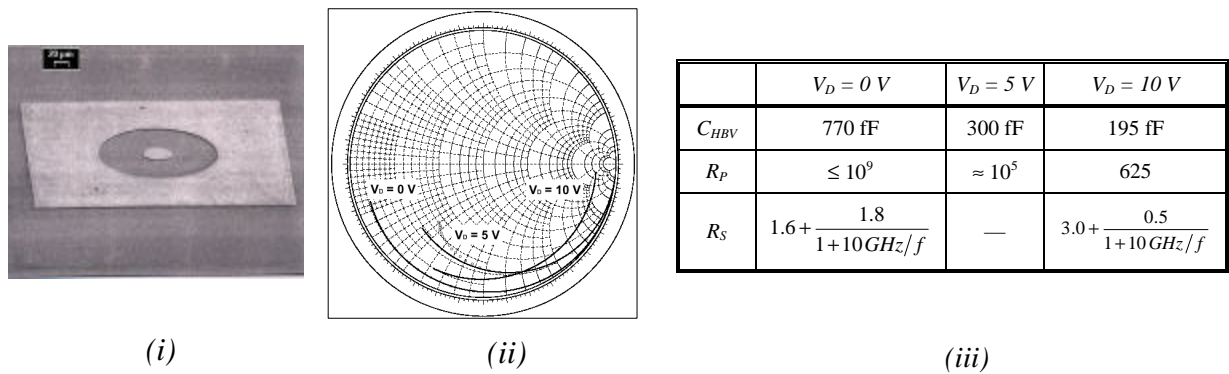 20 µm
V_D = 0 V
V_D = 10 V
V_D = 5 V
V_D = 0 V V_D = 5 V V_D = 10 V
C_HBV 770 fF 300 fF 195 fF
R_P ≤ 10^9 ≈ 10^5 625
R_S 1.6 + 1.8 / (1 + 10 GHz/f) — 3.0 + 0.5 / (1 + 10 GHz/f)
(i) (ii) (iii)